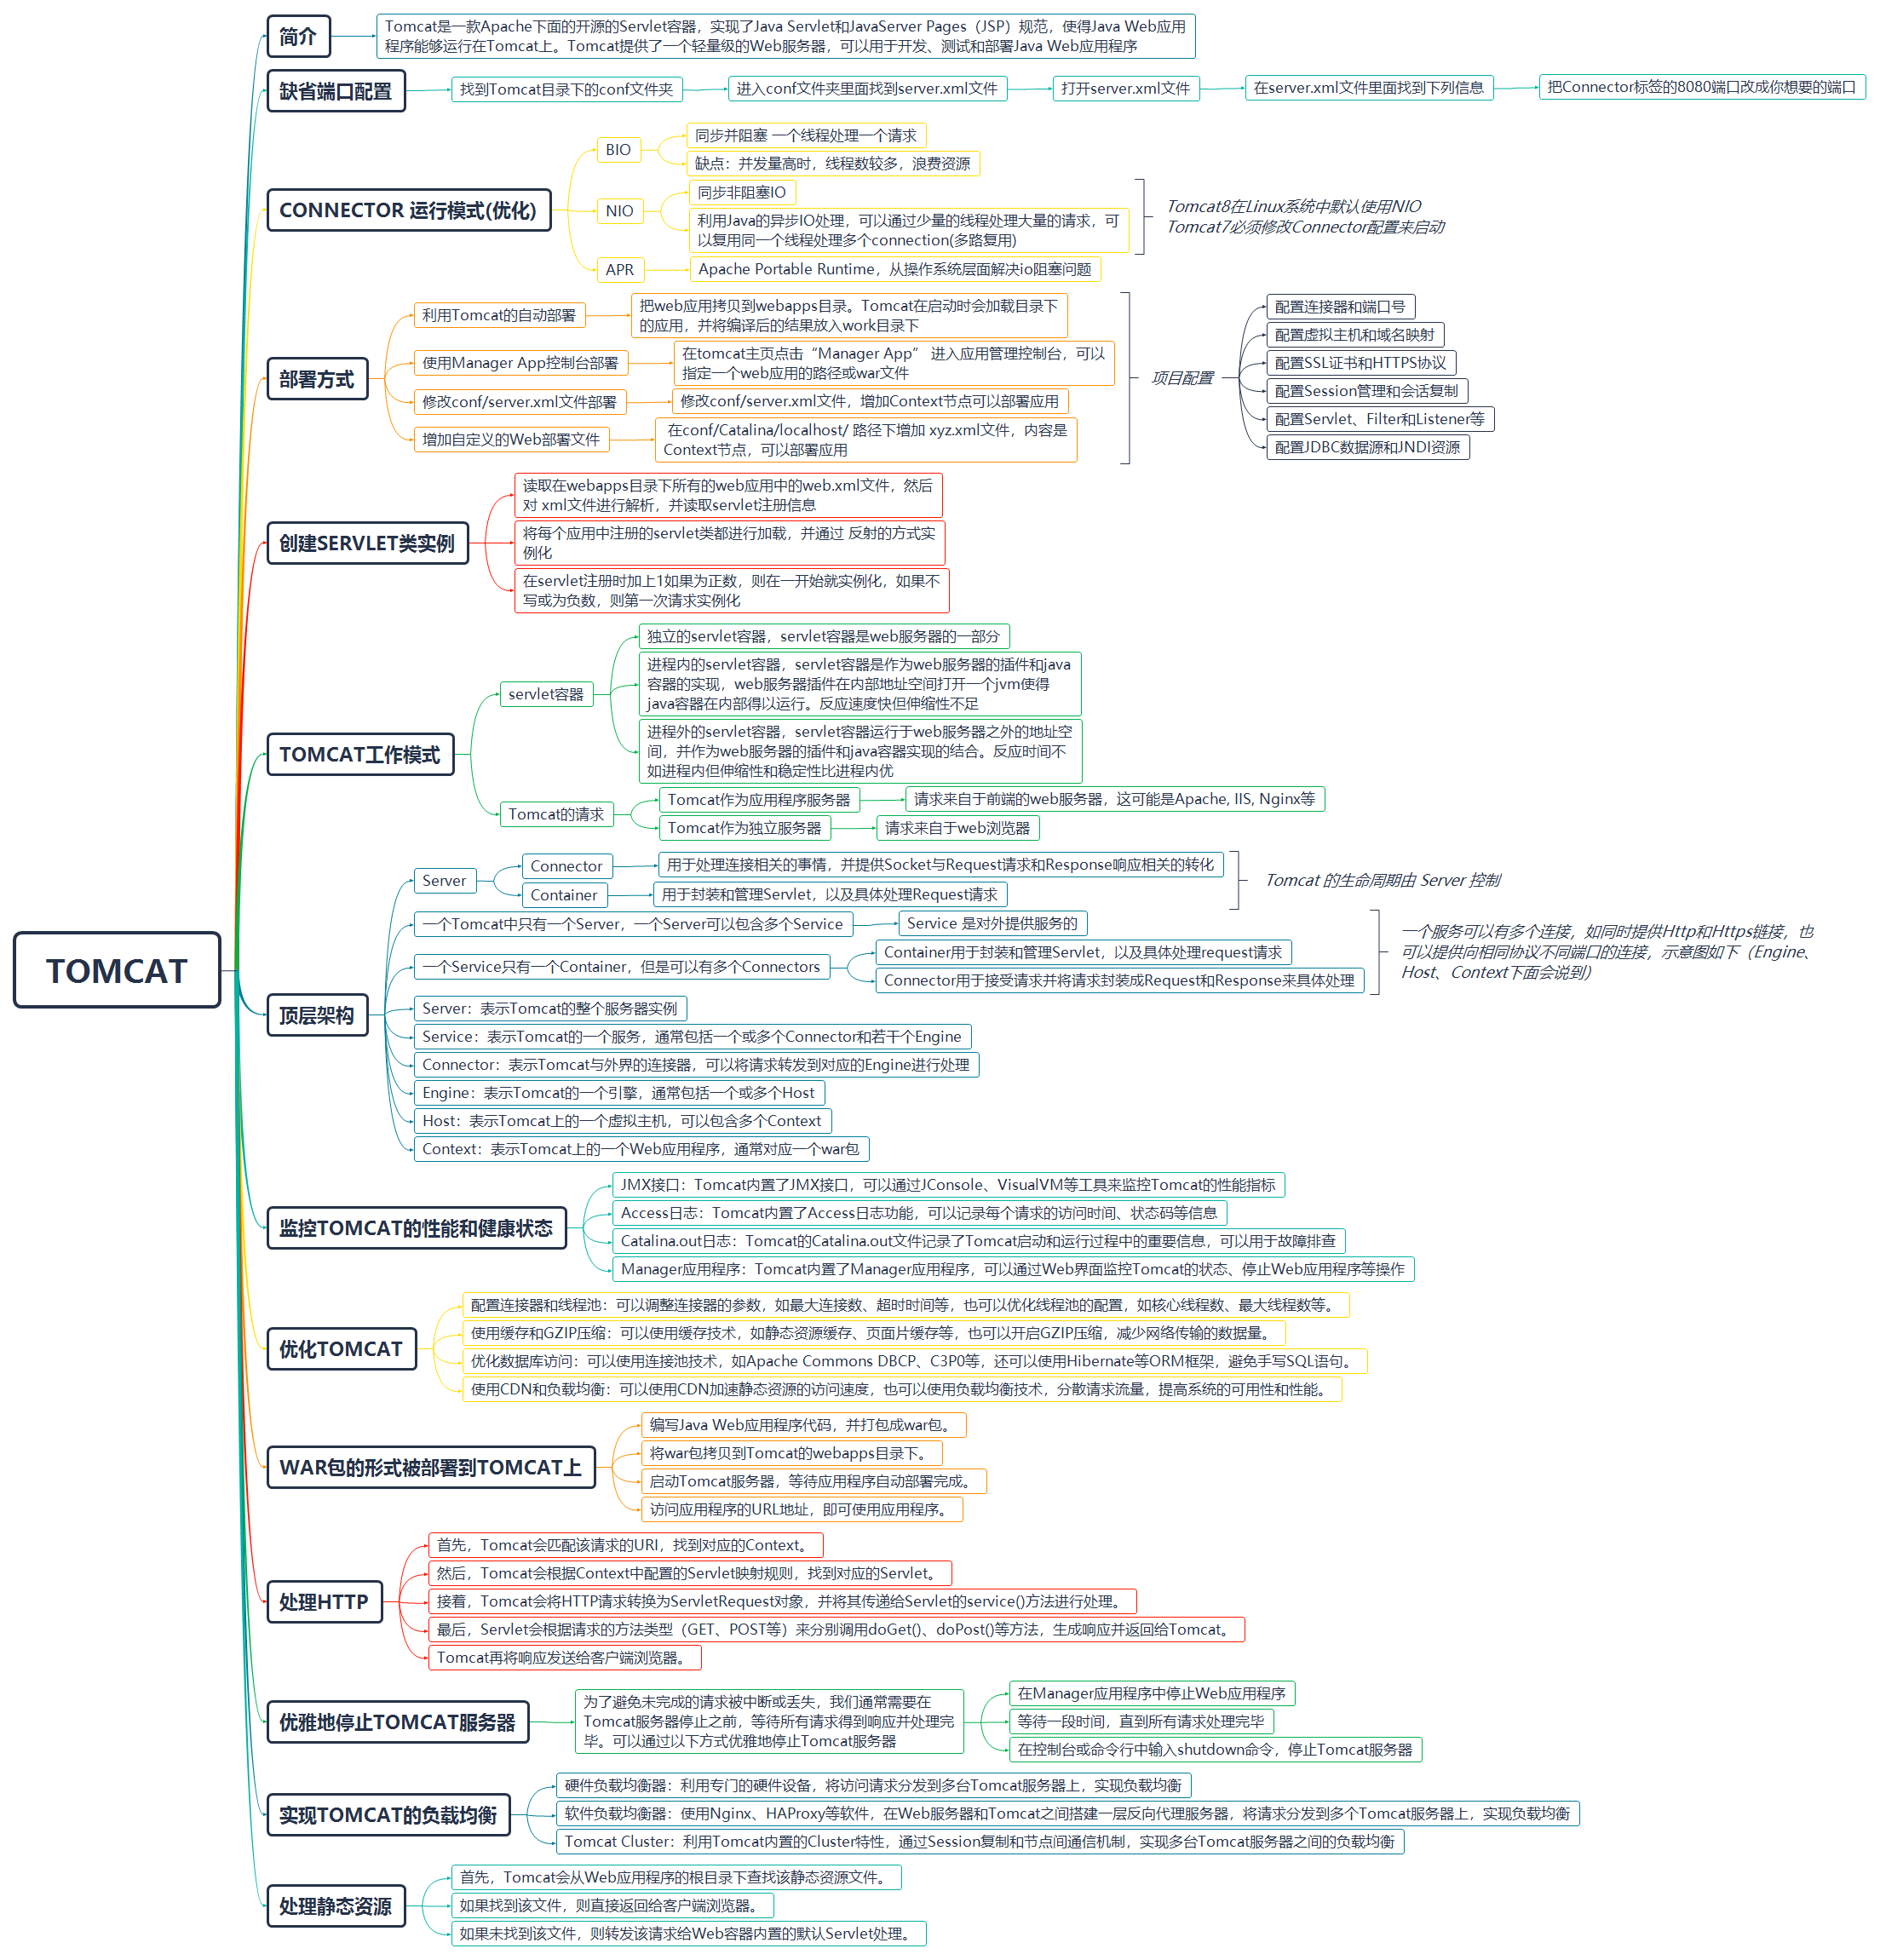 TOMCAT
简介
Tomcat是一款Apache下面的开源的Servlet容器，实现了Java Servlet和JavaServer Pages（JSP）规范，使得Java Web应用
程序能够运行在Tomcat上。Tomcat提供了一个轻量级的Web服务器，可以用于开发、测试和部署Java Web应用程序
缺省端口配置
找到Tomcat目录下的conf文件夹
进入conf文件夹里面找到server.xml文件
打开server.xml文件
在server.xml文件里面找到下列信息
把Connector标签的8080端口改成你想要的端口
CONNECTOR 运行模式(优化)
BIO
同步并阻塞 一个线程处理一个请求
缺点：并发量高时，线程数较多，浪费资源
NIO
同步非阻塞IO
利用Java的异步IO处理，可以通过少量的线程处理大量的请求，可
以复用同一个线程处理多个connection(多路复用)
Tomcat8在Linux系统中默认使用NIO
Tomcat7必须修改Connector配置来启动
APR
Apache Portable Runtime，从操作系统层面解决io阻塞问题
部署方式
利用Tomcat的自动部署
把web应用拷贝到webapps目录。Tomcat在启动时会加载目录下
的应用，并将编译后的结果放入work目录下
使用Manager App控制台部署
在tomcat主页点击“Manager App” 进入应用管理控制台，可以
指定一个web应用的路径或war文件
修改conf/server.xml文件部署
修改conf/server.xml文件，增加Context节点可以部署应用
增加自定义的Web部署文件
在conf/Catalina/localhost/ 路径下增加 xyz.xml文件，内容是
Context节点，可以部署应用
项目配置
配置连接器和端口号
配置虚拟主机和域名映射
配置SSL证书和HTTPS协议
配置Session管理和会话复制
配置Servlet、Filter和Listener等
配置JDBC数据源和JNDI资源
创建SERVLET类实例
读取在webapps目录下所有的web应用中的web.xml文件，然后
对 xml文件进行解析，并读取servlet注册信息
将每个应用中注册的servlet类都进行加载，并通过 反射的方式实
例化
在servlet注册时加上1如果为正数，则在一开始就实例化，如果不
写或为负数，则第一次请求实例化
TOMCAT工作模式
servlet容器
独立的servlet容器，servlet容器是web服务器的一部分
进程内的servlet容器，servlet容器是作为web服务器的插件和java
容器的实现，web服务器插件在内部地址空间打开一个jvm使得
java容器在内部得以运行。反应速度快但伸缩性不足
进程外的servlet容器，servlet容器运行于web服务器之外的地址空
间，并作为web服务器的插件和java容器实现的结合。反应时间不
如进程内但伸缩性和稳定性比进程内优
Tomcat的请求
Tomcat作为应用程序服务器
请求来自于前端的web服务器，这可能是Apache, IIS, Nginx等
Tomcat作为独立服务器
请求来自于web浏览器
顶层架构
Server
Connector
用于处理连接相关的事情，并提供Socket与Request请求和Response响应相关的转化
Container
用于封装和管理Servlet，以及具体处理Request请求
Tomcat 的生命周期由 Server 控制
一个Tomcat中只有一个Server，一个Server可以包含多个Service
Service 是对外提供服务的
一个Service只有一个Container，但是可以有多个Connectors
Container用于封装和管理Servlet，以及具体处理request请求
Connector用于接受请求并将请求封装成Request和Response来具体处理
一个服务可以有多个连接，如同时提供Http和Https链接，也
可以提供向相同协议不同端口的连接，示意图如下（Engine、
Host、Context下面会说到）
Server：表示Tomcat的整个服务器实例
Service：表示Tomcat的一个服务，通常包括一个或多个Connector和若干个Engine
Connector：表示Tomcat与外界的连接器，可以将请求转发到对应的Engine进行处理
Engine：表示Tomcat的一个引擎，通常包括一个或多个Host
Host：表示Tomcat上的一个虚拟主机，可以包含多个Context
Context：表示Tomcat上的一个Web应用程序，通常对应一个war包
监控TOMCAT的性能和健康状态
JMX接口：Tomcat内置了JMX接口，可以通过JConsole、VisualVM等工具来监控Tomcat的性能指标
Access日志：Tomcat内置了Access日志功能，可以记录每个请求的访问时间、状态码等信息
Catalina.out日志：Tomcat的Catalina.out文件记录了Tomcat启动和运行过程中的重要信息，可以用于故障排查
Manager应用程序：Tomcat内置了Manager应用程序，可以通过Web界面监控Tomcat的状态、停止Web应用程序等操作
优化TOMCAT
配置连接器和线程池：可以调整连接器的参数，如最大连接数、超时时间等，也可以优化线程池的配置，如核心线程数、最大线程数等。
使用缓存和GZIP压缩：可以使用缓存技术，如静态资源缓存、页面片缓存等，也可以开启GZIP压缩，减少网络传输的数据量。
优化数据库访问：可以使用连接池技术，如Apache Commons DBCP、C3P0等，还可以使用Hibernate等ORM框架，避免手写SQL语句。
使用CDN和负载均衡：可以使用CDN加速静态资源的访问速度，也可以使用负载均衡技术，分散请求流量，提高系统的可用性和性能。
WAR包的形式被部署到TOMCAT上
编写Java Web应用程序代码，并打包成war包。
将war包拷贝到Tomcat的webapps目录下。
启动Tomcat服务器，等待应用程序自动部署完成。
访问应用程序的URL地址，即可使用应用程序。
处理HTTP
首先，Tomcat会匹配该请求的URI，找到对应的Context。
然后，Tomcat会根据Context中配置的Servlet映射规则，找到对应的Servlet。
接着，Tomcat会将HTTP请求转换为ServletRequest对象，并将其传递给Servlet的service()方法进行处理。
最后，Servlet会根据请求的方法类型（GET、POST等）来分别调用doGet()、doPost()等方法，生成响应并返回给Tomcat。
Tomcat再将响应发送给客户端浏览器。
优雅地停止TOMCAT服务器
为了避免未完成的请求被中断或丢失，我们通常需要在
Tomcat服务器停止之前，等待所有请求得到响应并处理完
毕。可以通过以下方式优雅地停止Tomcat服务器
在Manager应用程序中停止Web应用程序
等待一段时间，直到所有请求处理完毕
在控制台或命令行中输入shutdown命令，停止Tomcat服务器
实现TOMCAT的负载均衡
硬件负载均衡器：利用专门的硬件设备，将访问请求分发到多台Tomcat服务器上，实现负载均衡
软件负载均衡器：使用Nginx、HAProxy等软件，在Web服务器和Tomcat之间搭建一层反向代理服务器，将请求分发到多个Tomcat服务器上，实现负载均衡
Tomcat Cluster：利用Tomcat内置的Cluster特性，通过Session复制和节点间通信机制，实现多台Tomcat服务器之间的负载均衡
处理静态资源
首先，Tomcat会从Web应用程序的根目录下查找该静态资源文件。
如果找到该文件，则直接返回给客户端浏览器。
如果未找到该文件，则转发该请求给Web容器内置的默认Servlet处理。